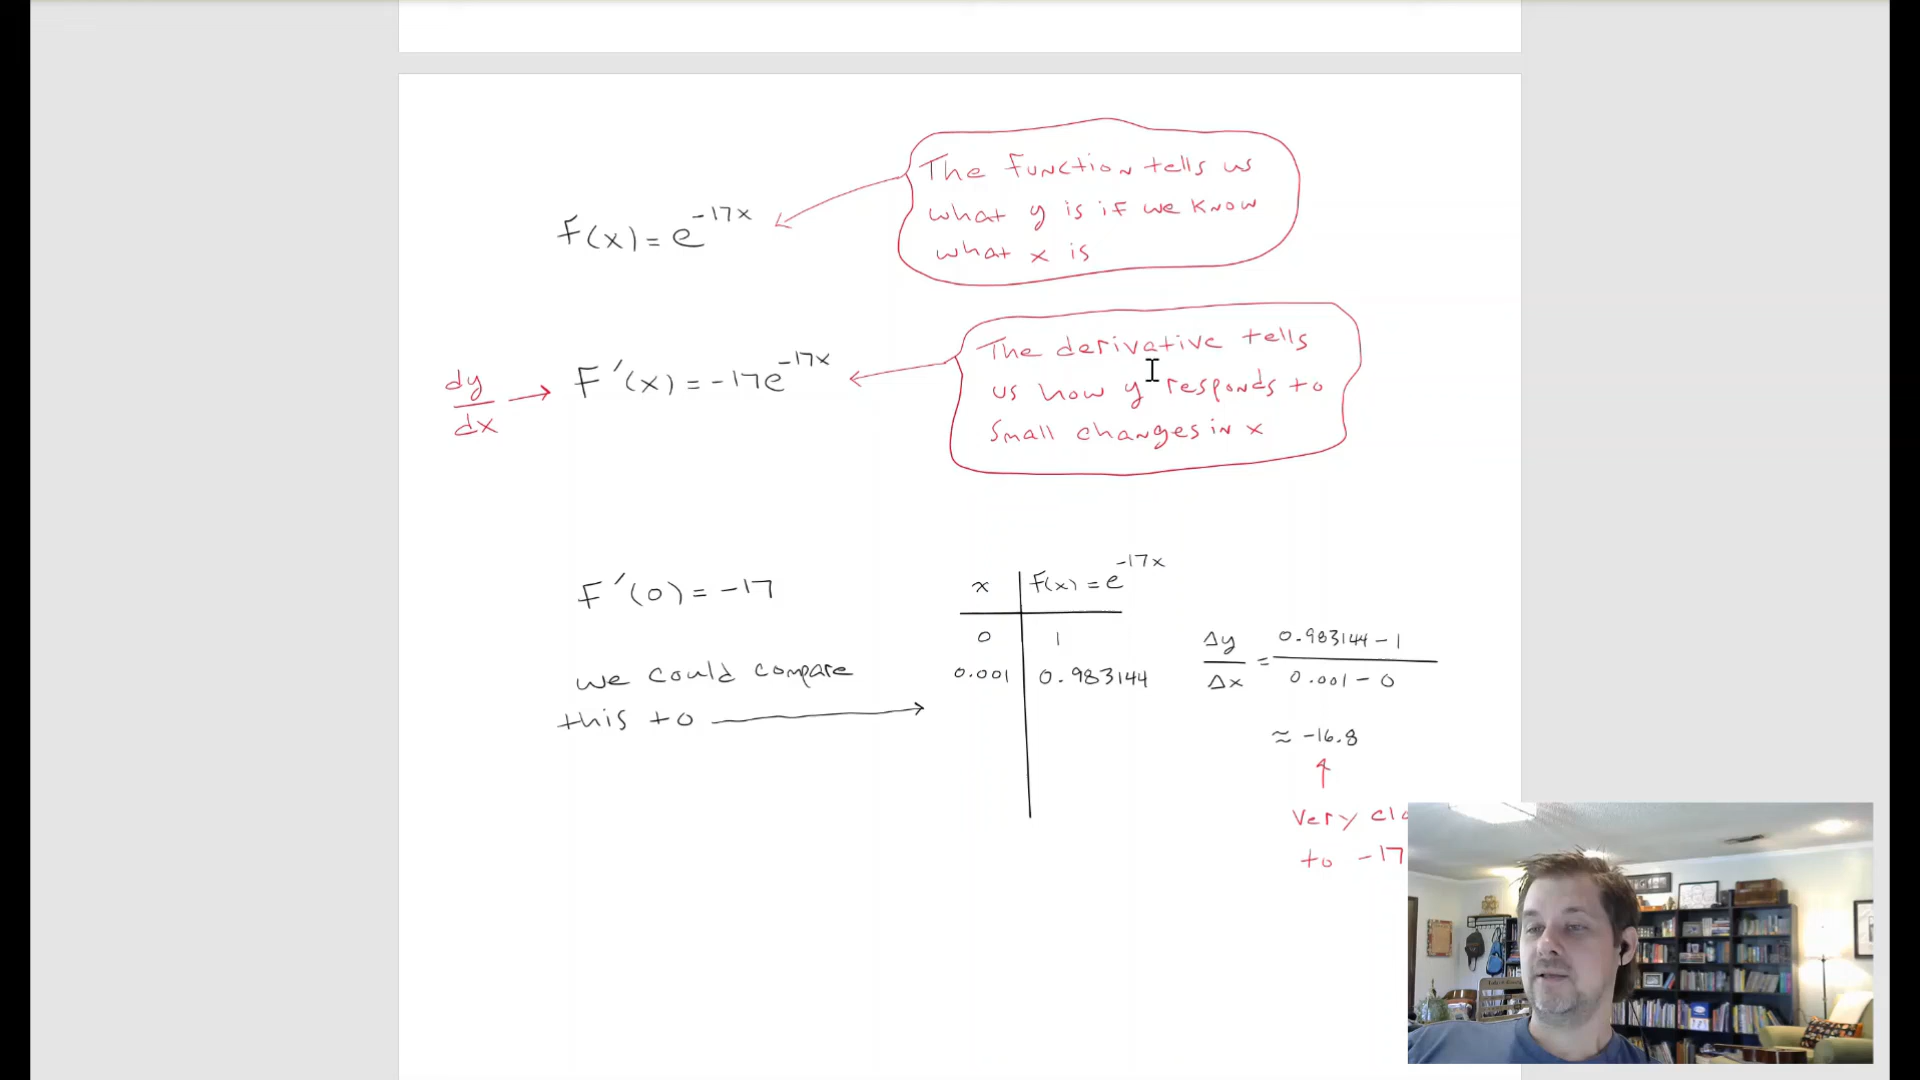 The function tells us
what y is if we know
what x is
f(x) = e^-17x
The derivative tells
us how y responds to
small changes in x
dy/dx → f'(x) = -17e^-17x
f'(0) = -17
we could compare
this to
x | f(x) = e^-17x
0 | 1
0.001 | 0.983144
Δy/Δx = (0.983144 - 1)/(0.001 - 0)
≈ -16.8
Very
to -17